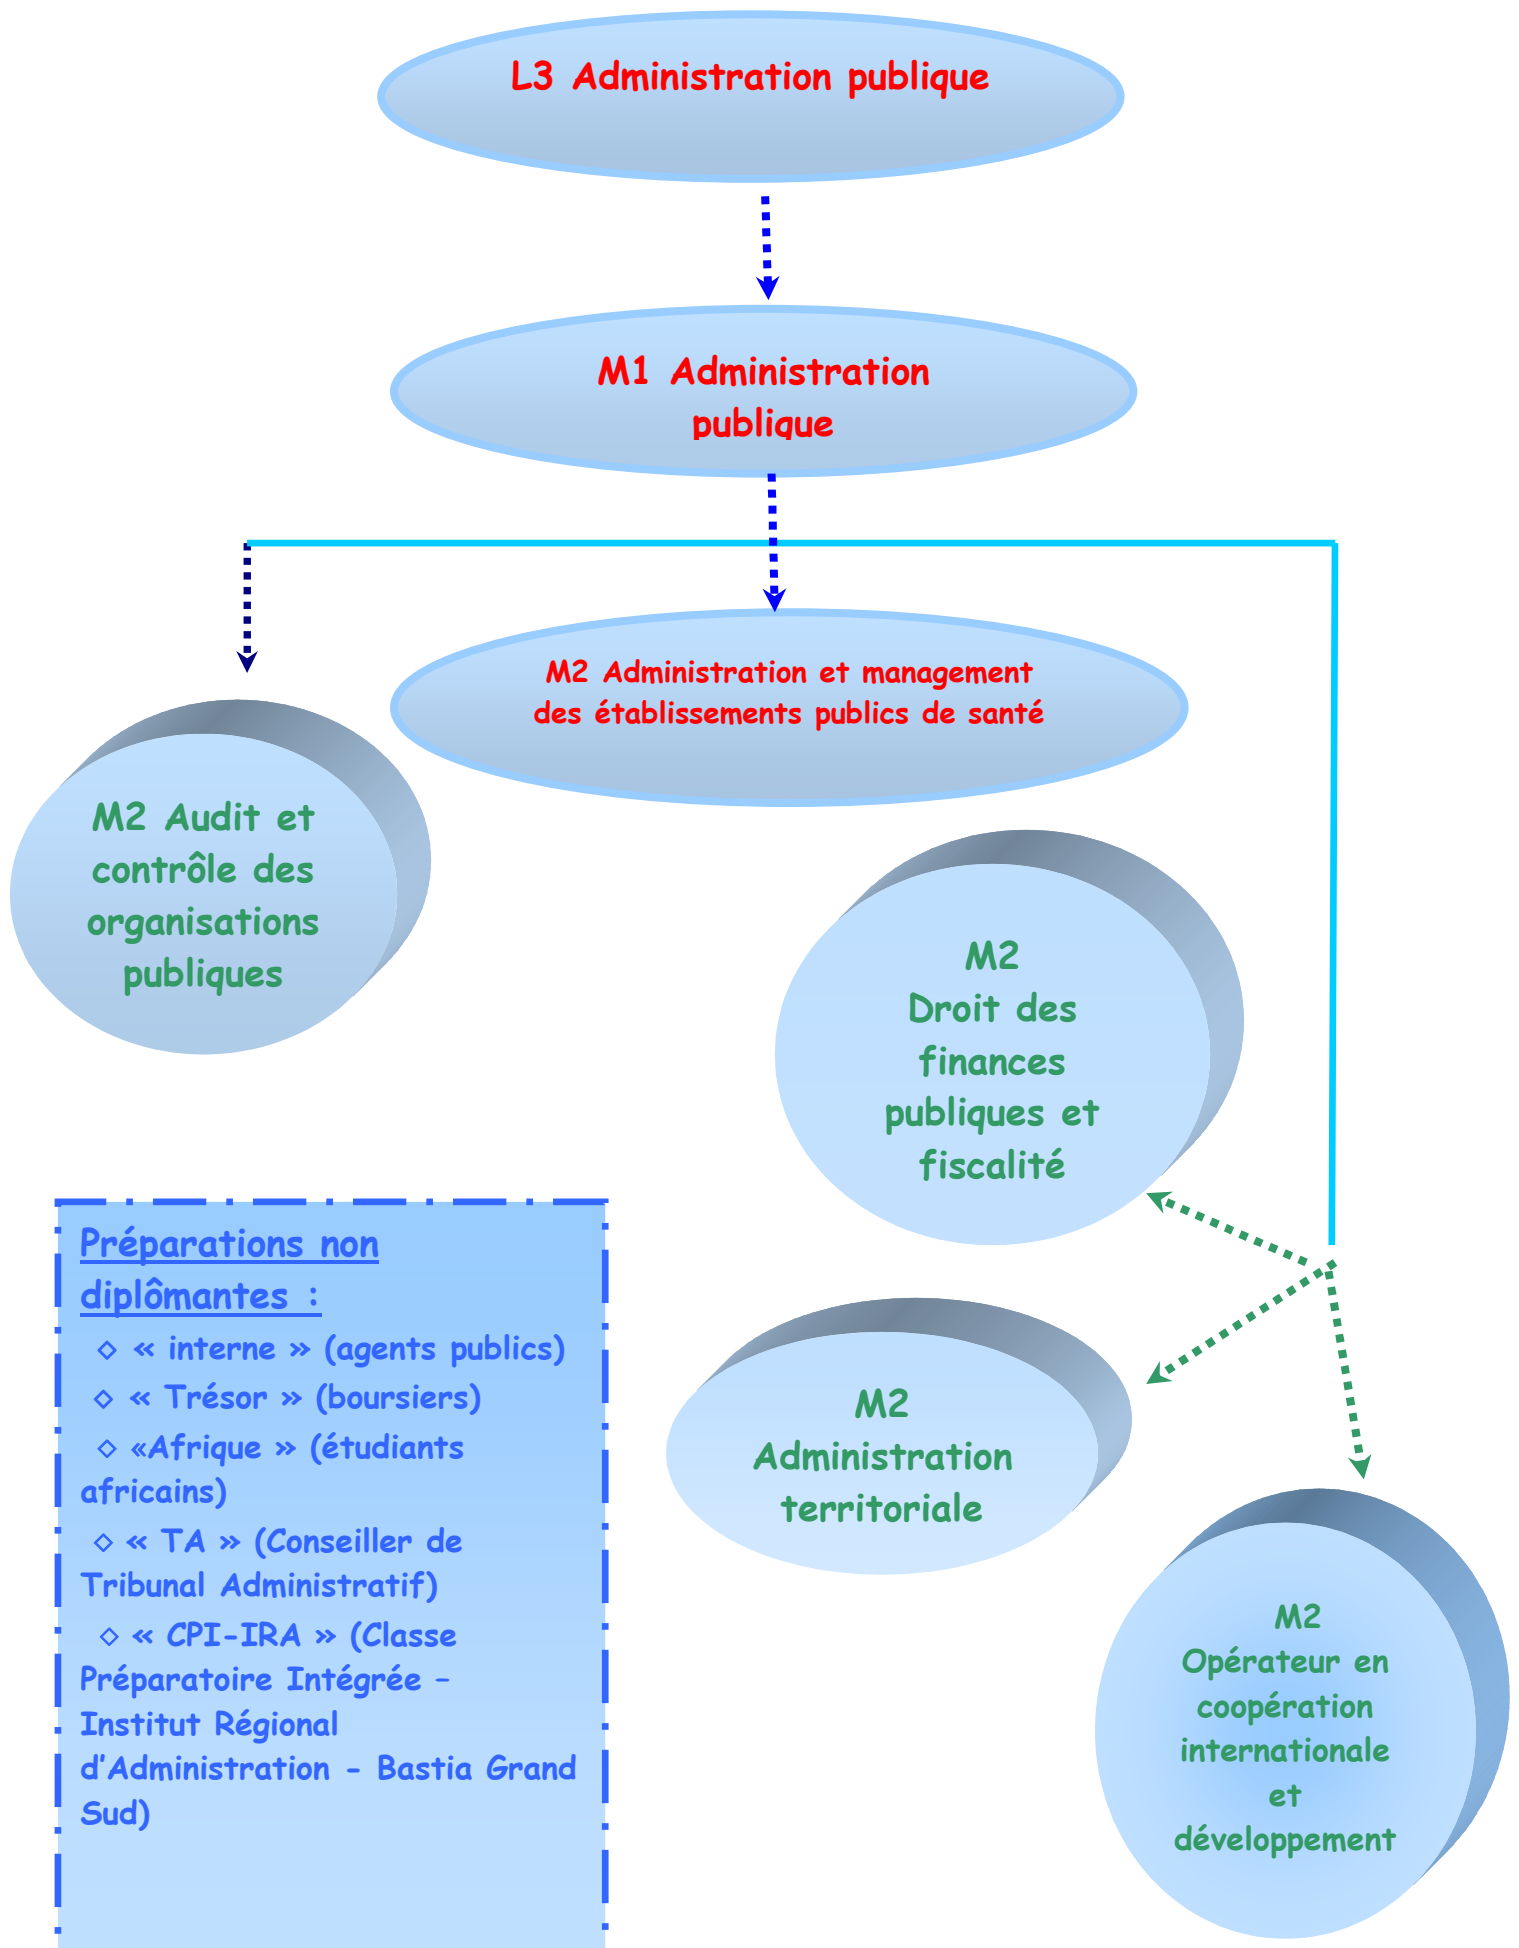 L3 Administration publique
M1 Administration
publique
M2 Administration et management
des établissements publics de santé
M2 Audit et
contrôle des
organisations
publiques
M2
Droit des
finances
publiques et
fiscalité
Préparations non
diplômantes :
◇ « interne » (agents publics)
◇ « Trésor » (boursiers)
◇ «Afrique » (étudiants
africains)
◇ « TA » (Conseiller de
Tribunal Administratif)
◇ « CPI-IRA » (Classe
Préparatoire Intégrée –
Institut Régional
d’Administration – Bastia Grand
Sud)
M2
Administration
territoriale
M2
Opérateur en
coopération
internationale
et
développement